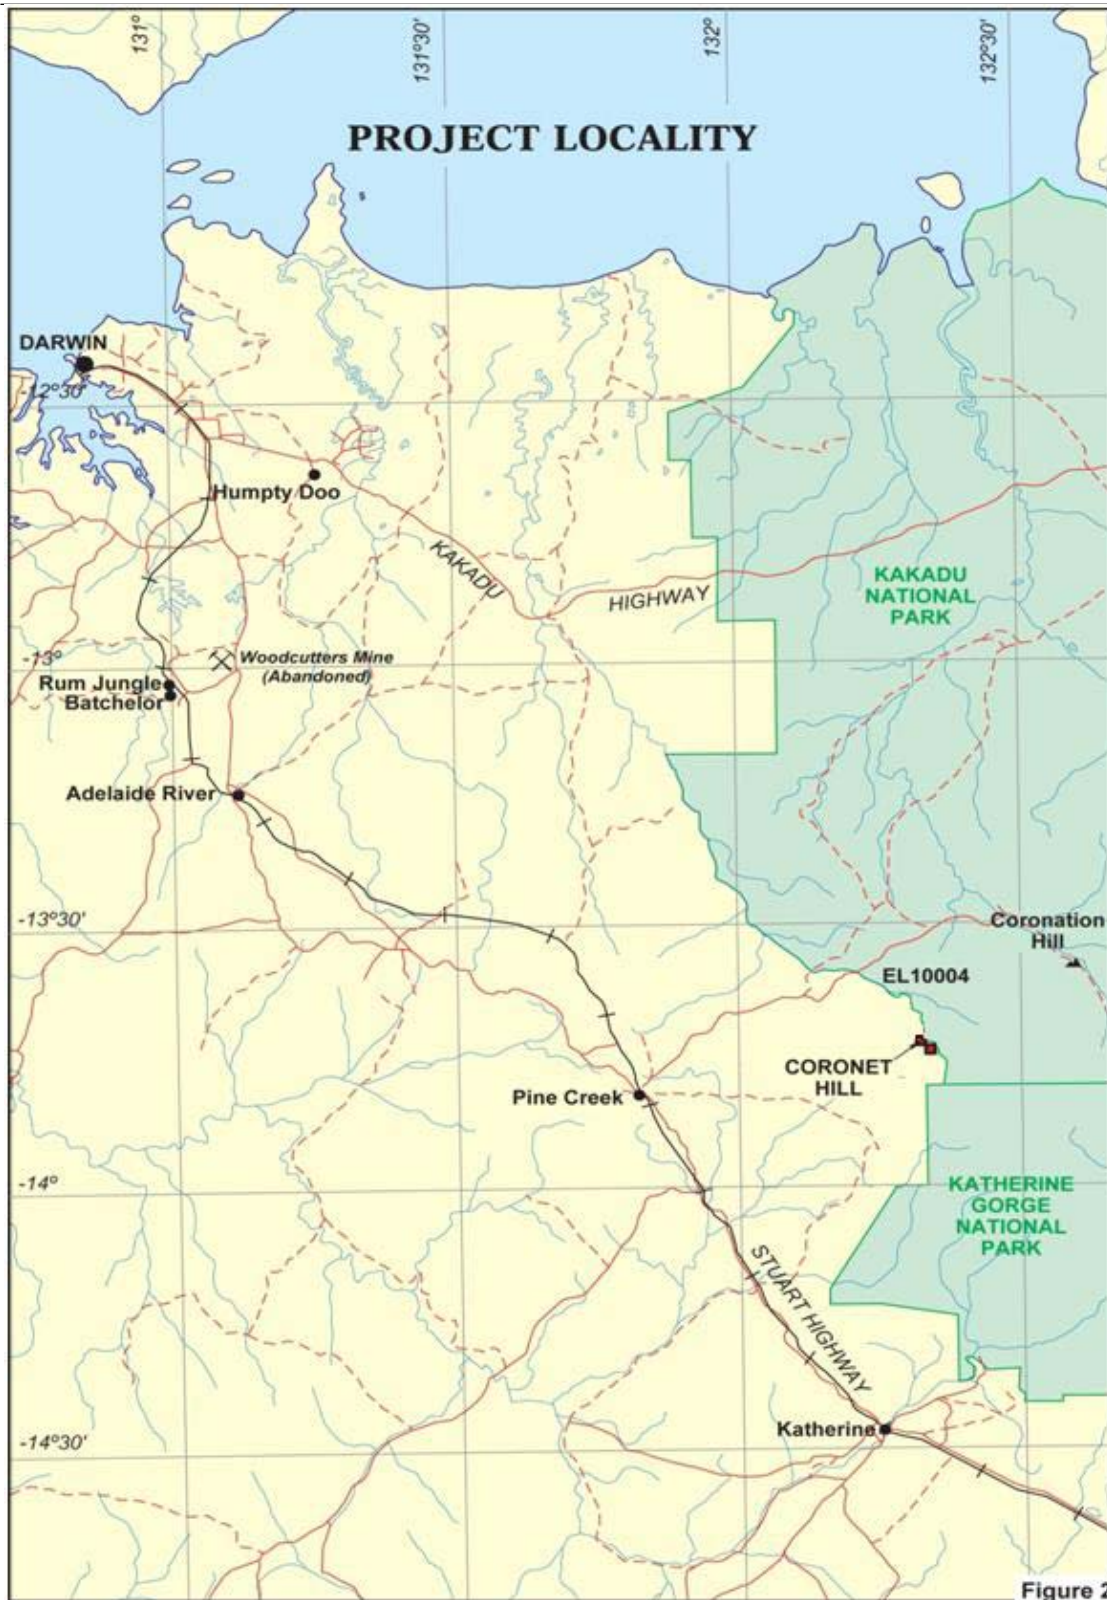 131°
131°30'
132°
132°30'
PROJECT LOCALITY
DARWIN
-12°30'
Humpty Doo
KAKADU
HIGHWAY
KAKADU
NATIONAL
PARK
-13°
Woodcutters Mine
(Abandoned)
Rum Jungle
Batchelor
Adelaide River
-13°30'
Coronation
Hill
EL10004
CORONET
HILL
Pine Creek
-14°
KATHERINE
GORGE
NATIONAL
PARK
STUART HIGHWAY
Katherine
-14°30'
Figure 2